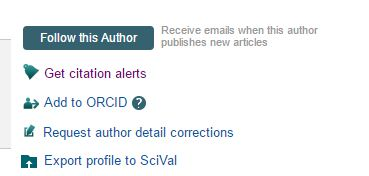 Follow this Author
Receive emails when this author
publishes new articles
Get citation alerts
Add to ORCID ?
Request author detail corrections
Export profile to SciVal